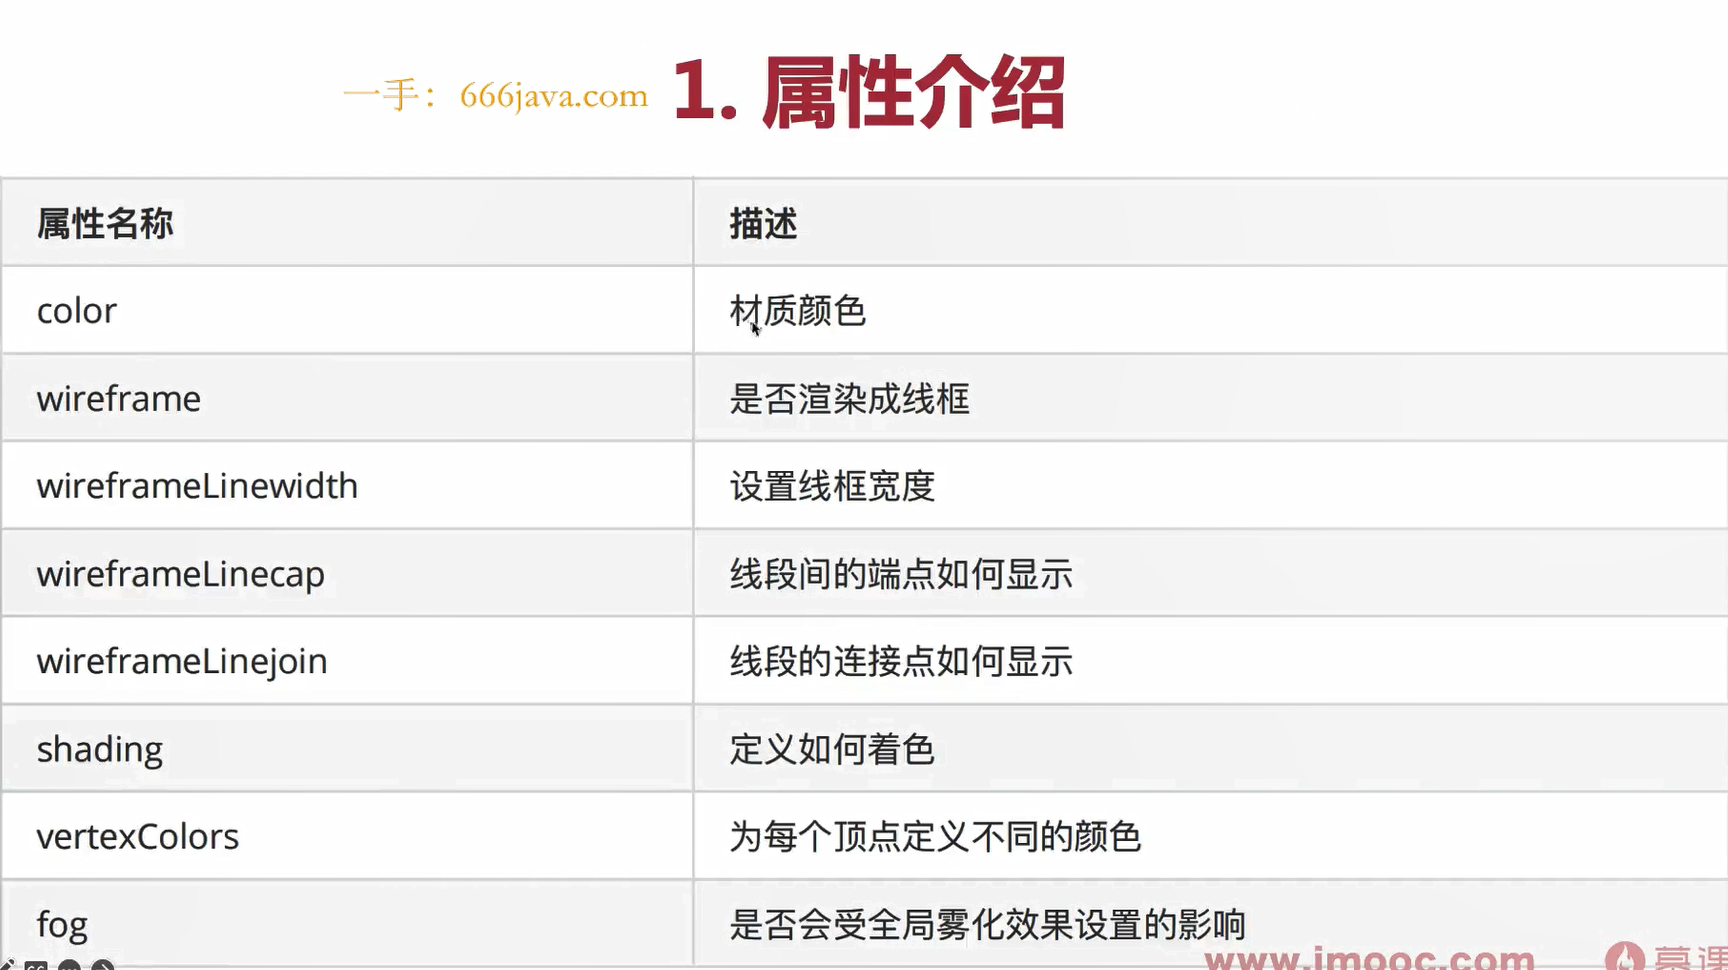 一手：666java.com
1. 属性介绍
属性名称 描述
color 材质颜色
wireframe 是否渲染成线框
wireframeLinewidth 设置线框宽度
wireframeLinecap 线段间的端点如何显示
wireframeLinejoin 线段的连接点如何显示
shading 定义如何着色
vertexColors 为每个顶点定义不同的颜色
fog 是否会受全局雾化效果设置的影响
www.imooc.com 慕课